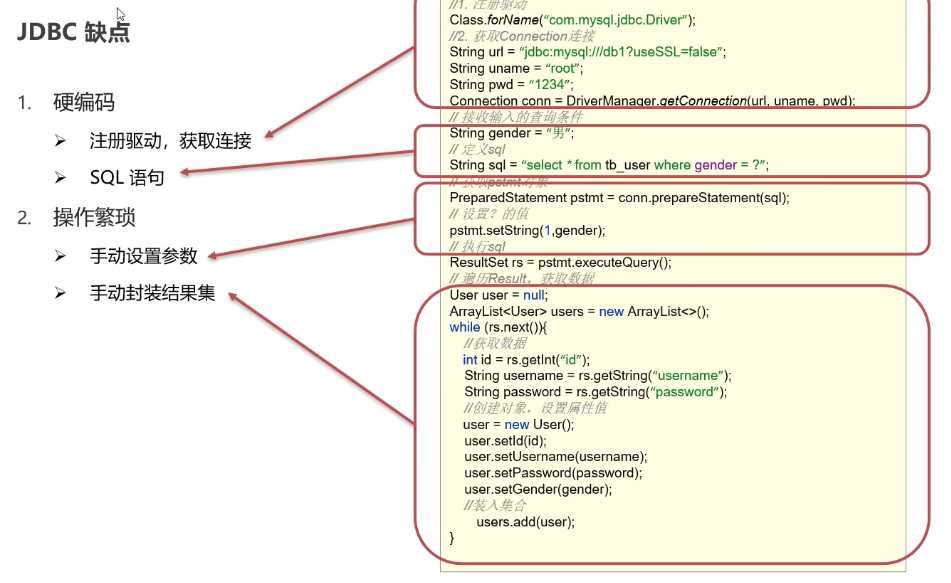 JDBC 缺点
1. 硬编码
➢ 注册驱动，获取连接
➢ SQL 语句
2. 操作繁琐
➢ 手动设置参数
➢ 手动封装结果集
//1. 注册驱动
Class.forName("com.mysql.jdbc.Driver");
//2. 获取Connection连接
String url = "jdbc:mysql:///db1?useSSL=false";
String uname = "root";
String pwd = "1234";
Connection conn = DriverManager.getConnection(url, uname, pwd);
// 接收输入的查询条件
String gender = "男";
// 定义sql
String sql = "select * from tb_user where gender = ?";
// 获取pstmt对象
PreparedStatement pstmt = conn.prepareStatement(sql);
// 设置？的值
pstmt.setString(1,gender);
// 执行sql
ResultSet rs = pstmt.executeQuery();
// 遍历Result，获取数据
User user = null;
ArrayList<User> users = new ArrayList<>();
while (rs.next()){
//获取数据
int id = rs.getInt("id");
String username = rs.getString("username");
String password = rs.getString("password");
//创建对象，设置属性值
user = new User();
user.setId(id);
user.setUsername(username);
user.setPassword(password);
user.setGender(gender);
//装入集合
users.add(user);
}